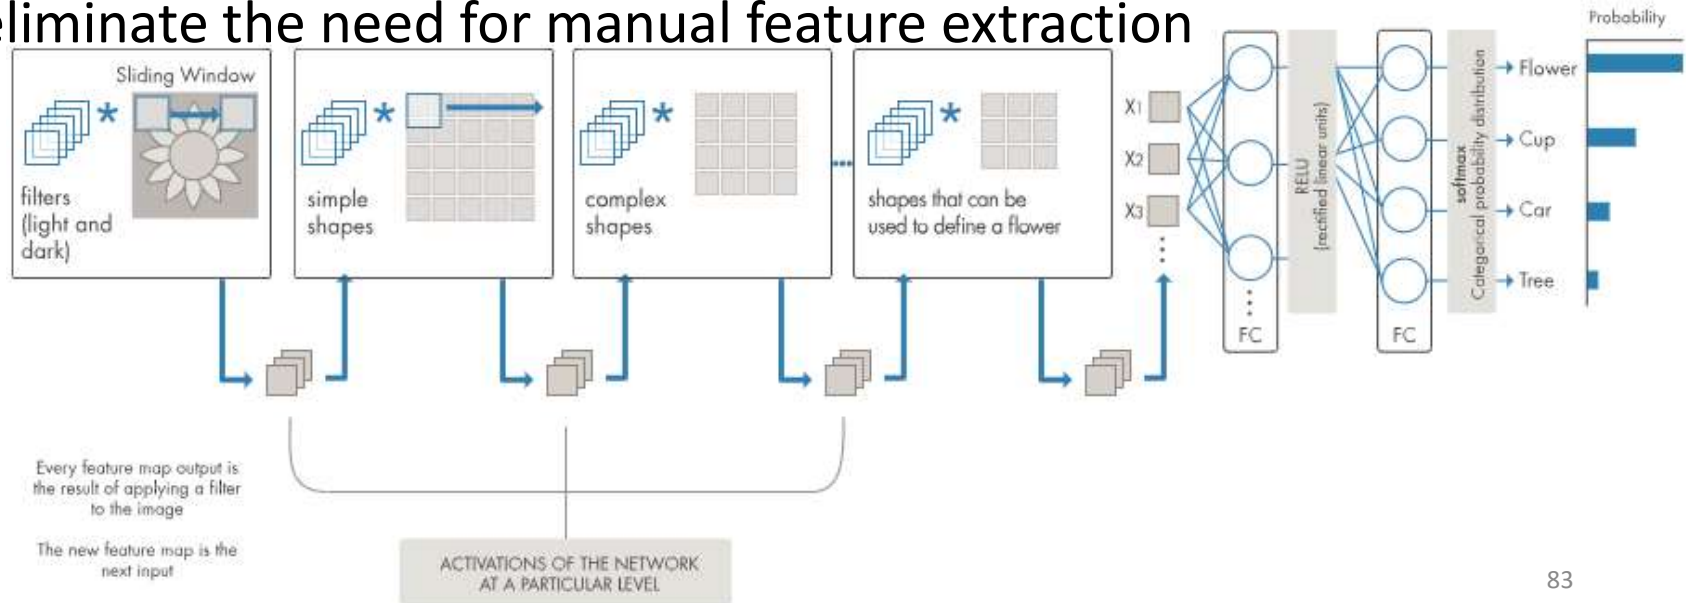 eliminate the need for manual feature extraction
Sliding Window
*
filters
(light and
dark)
*
simple
shapes
*
complex
shapes
*
shapes that can be
used to define a flower
X1
X2
X3
FC
RELU
(rectified linear units)
FC
softmax
Categorical probability distribution
Probability
Flower
Cup
Car
Tree
Every feature map output is
the result of applying a filter
to the image
The new feature map is the
next input
ACTIVATIONS OF THE NETWORK
AT A PARTICULAR LEVEL
83